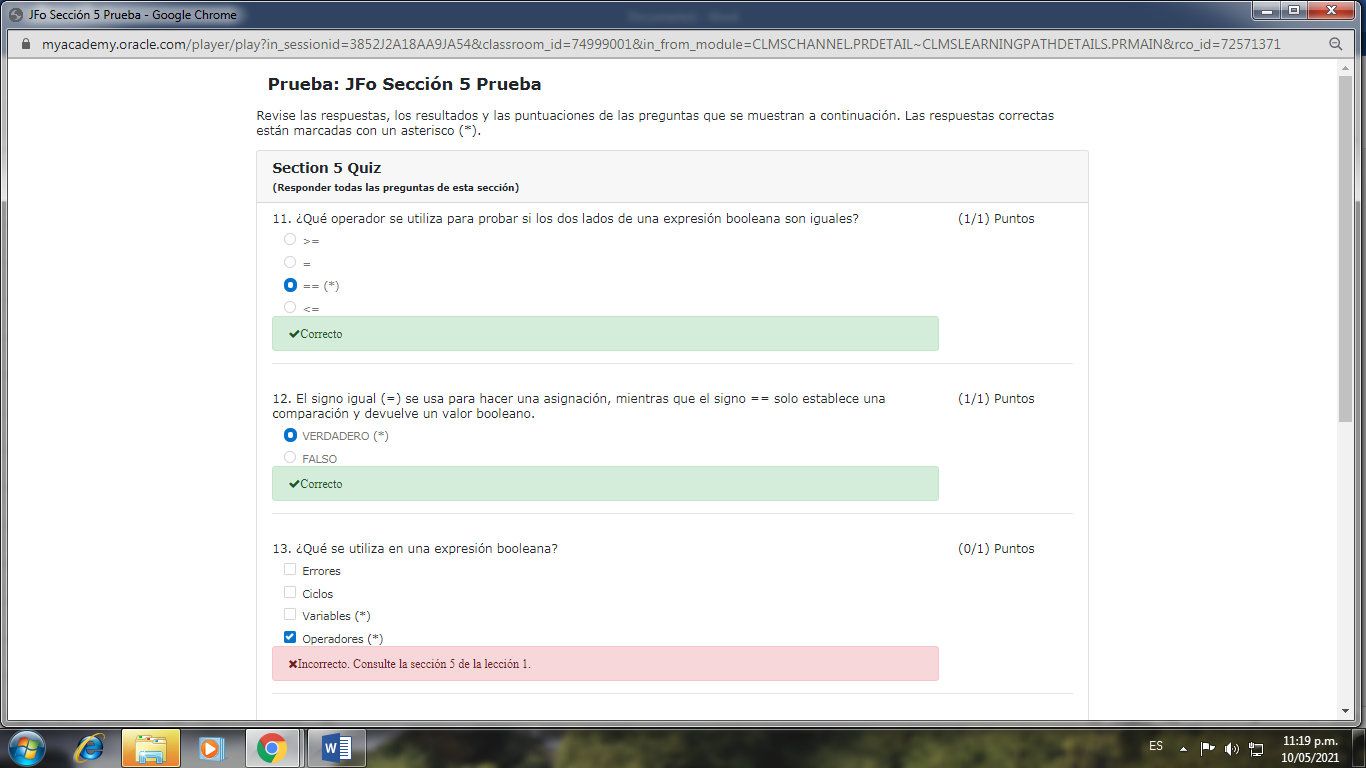 JFo Sección 5 Prueba - Google Chrome
myacademy.oracle.com/player/play?in_sessionid=3852J2A18AA9JA54&classroom_id=74999001&in_from_module=CLMSCHANNEL.PRDETAIL~CLMSLEARNINGPATHDETAILS.PRMAIN&rco_id=72571371
Prueba: JFo Sección 5 Prueba
Revise las respuestas, los resultados y las puntuaciones de las preguntas que se muestran a continuación. Las respuestas correctas
están marcadas con un asterisco (*).
Section 5 Quiz
(Responder todas las preguntas de esta sección)
11. ¿Qué operador se utiliza para probar si los dos lados de una expresión booleana son iguales? (1/1) Puntos
>=
=
== (*)
<=
Correcto
12. El signo igual (=) se usa para hacer una asignación, mientras que el signo == solo establece una (1/1) Puntos
comparación y devuelve un valor booleano.
VERDADERO (*)
FALSO
Correcto
13. ¿Qué se utiliza en una expresión booleana? (0/1) Puntos
Errores
Ciclos
Variables (*)
Operadores (*)
Incorrecto. Consulte la sección 5 de la lección 1.
ES
11:19 p.m.
10/05/2021